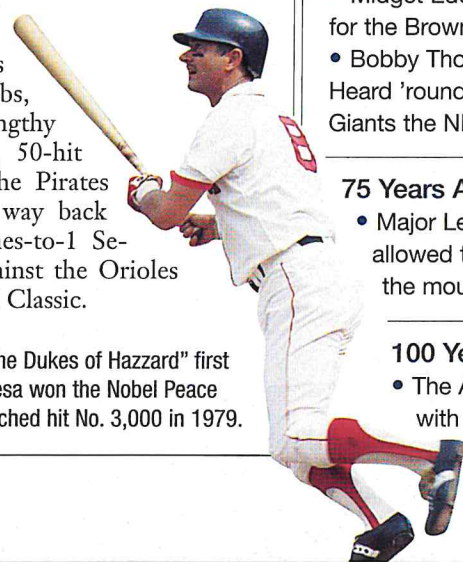 s
bs,
ngthy
50-hit
he Pirates
way back
nes-to-1 Se-
ainst the Orioles
Classic.
he Dukes of Hazzard” first
esa won the Nobel Peace
ched hit No. 3,000 in 1979.
8
for the Brown
• Bobby Tho
Heard ’round
Giants the N
75 Years A
• Major Le
allowed t
the mou
100 Ye
• The A
with